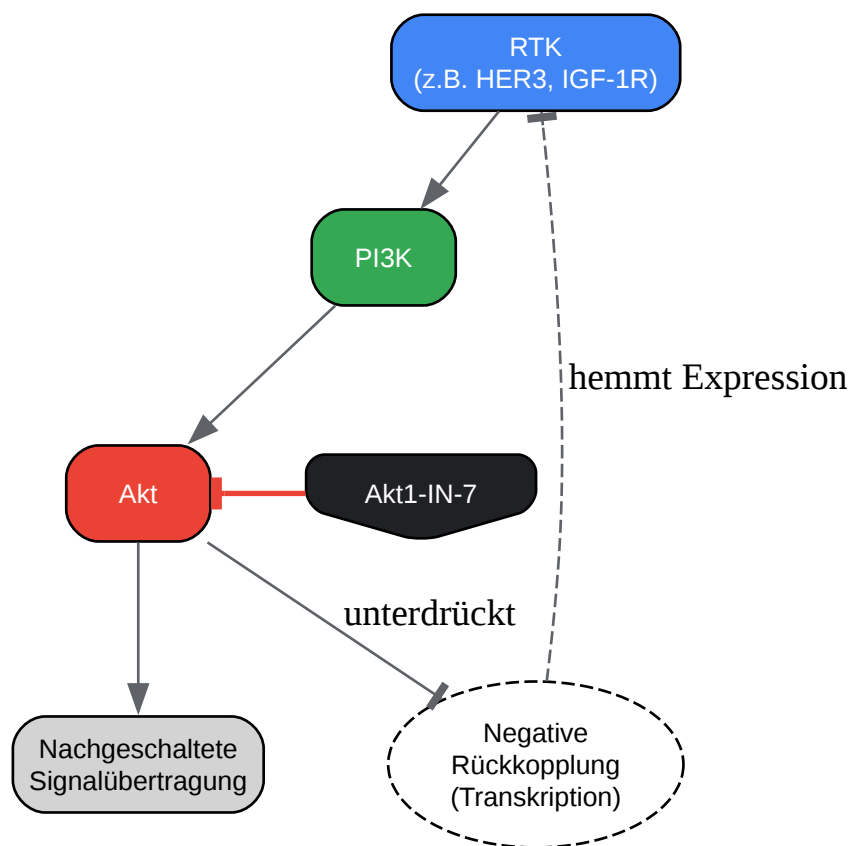 RTK
(z.B. HER3, IGF-1R)
PI3K
hemmt Expression
Akt
Akt1-IN-7
unterdrückt
Nachgeschaltete
Signalübertragung
Negative
Rückkopplung
(Transkription)